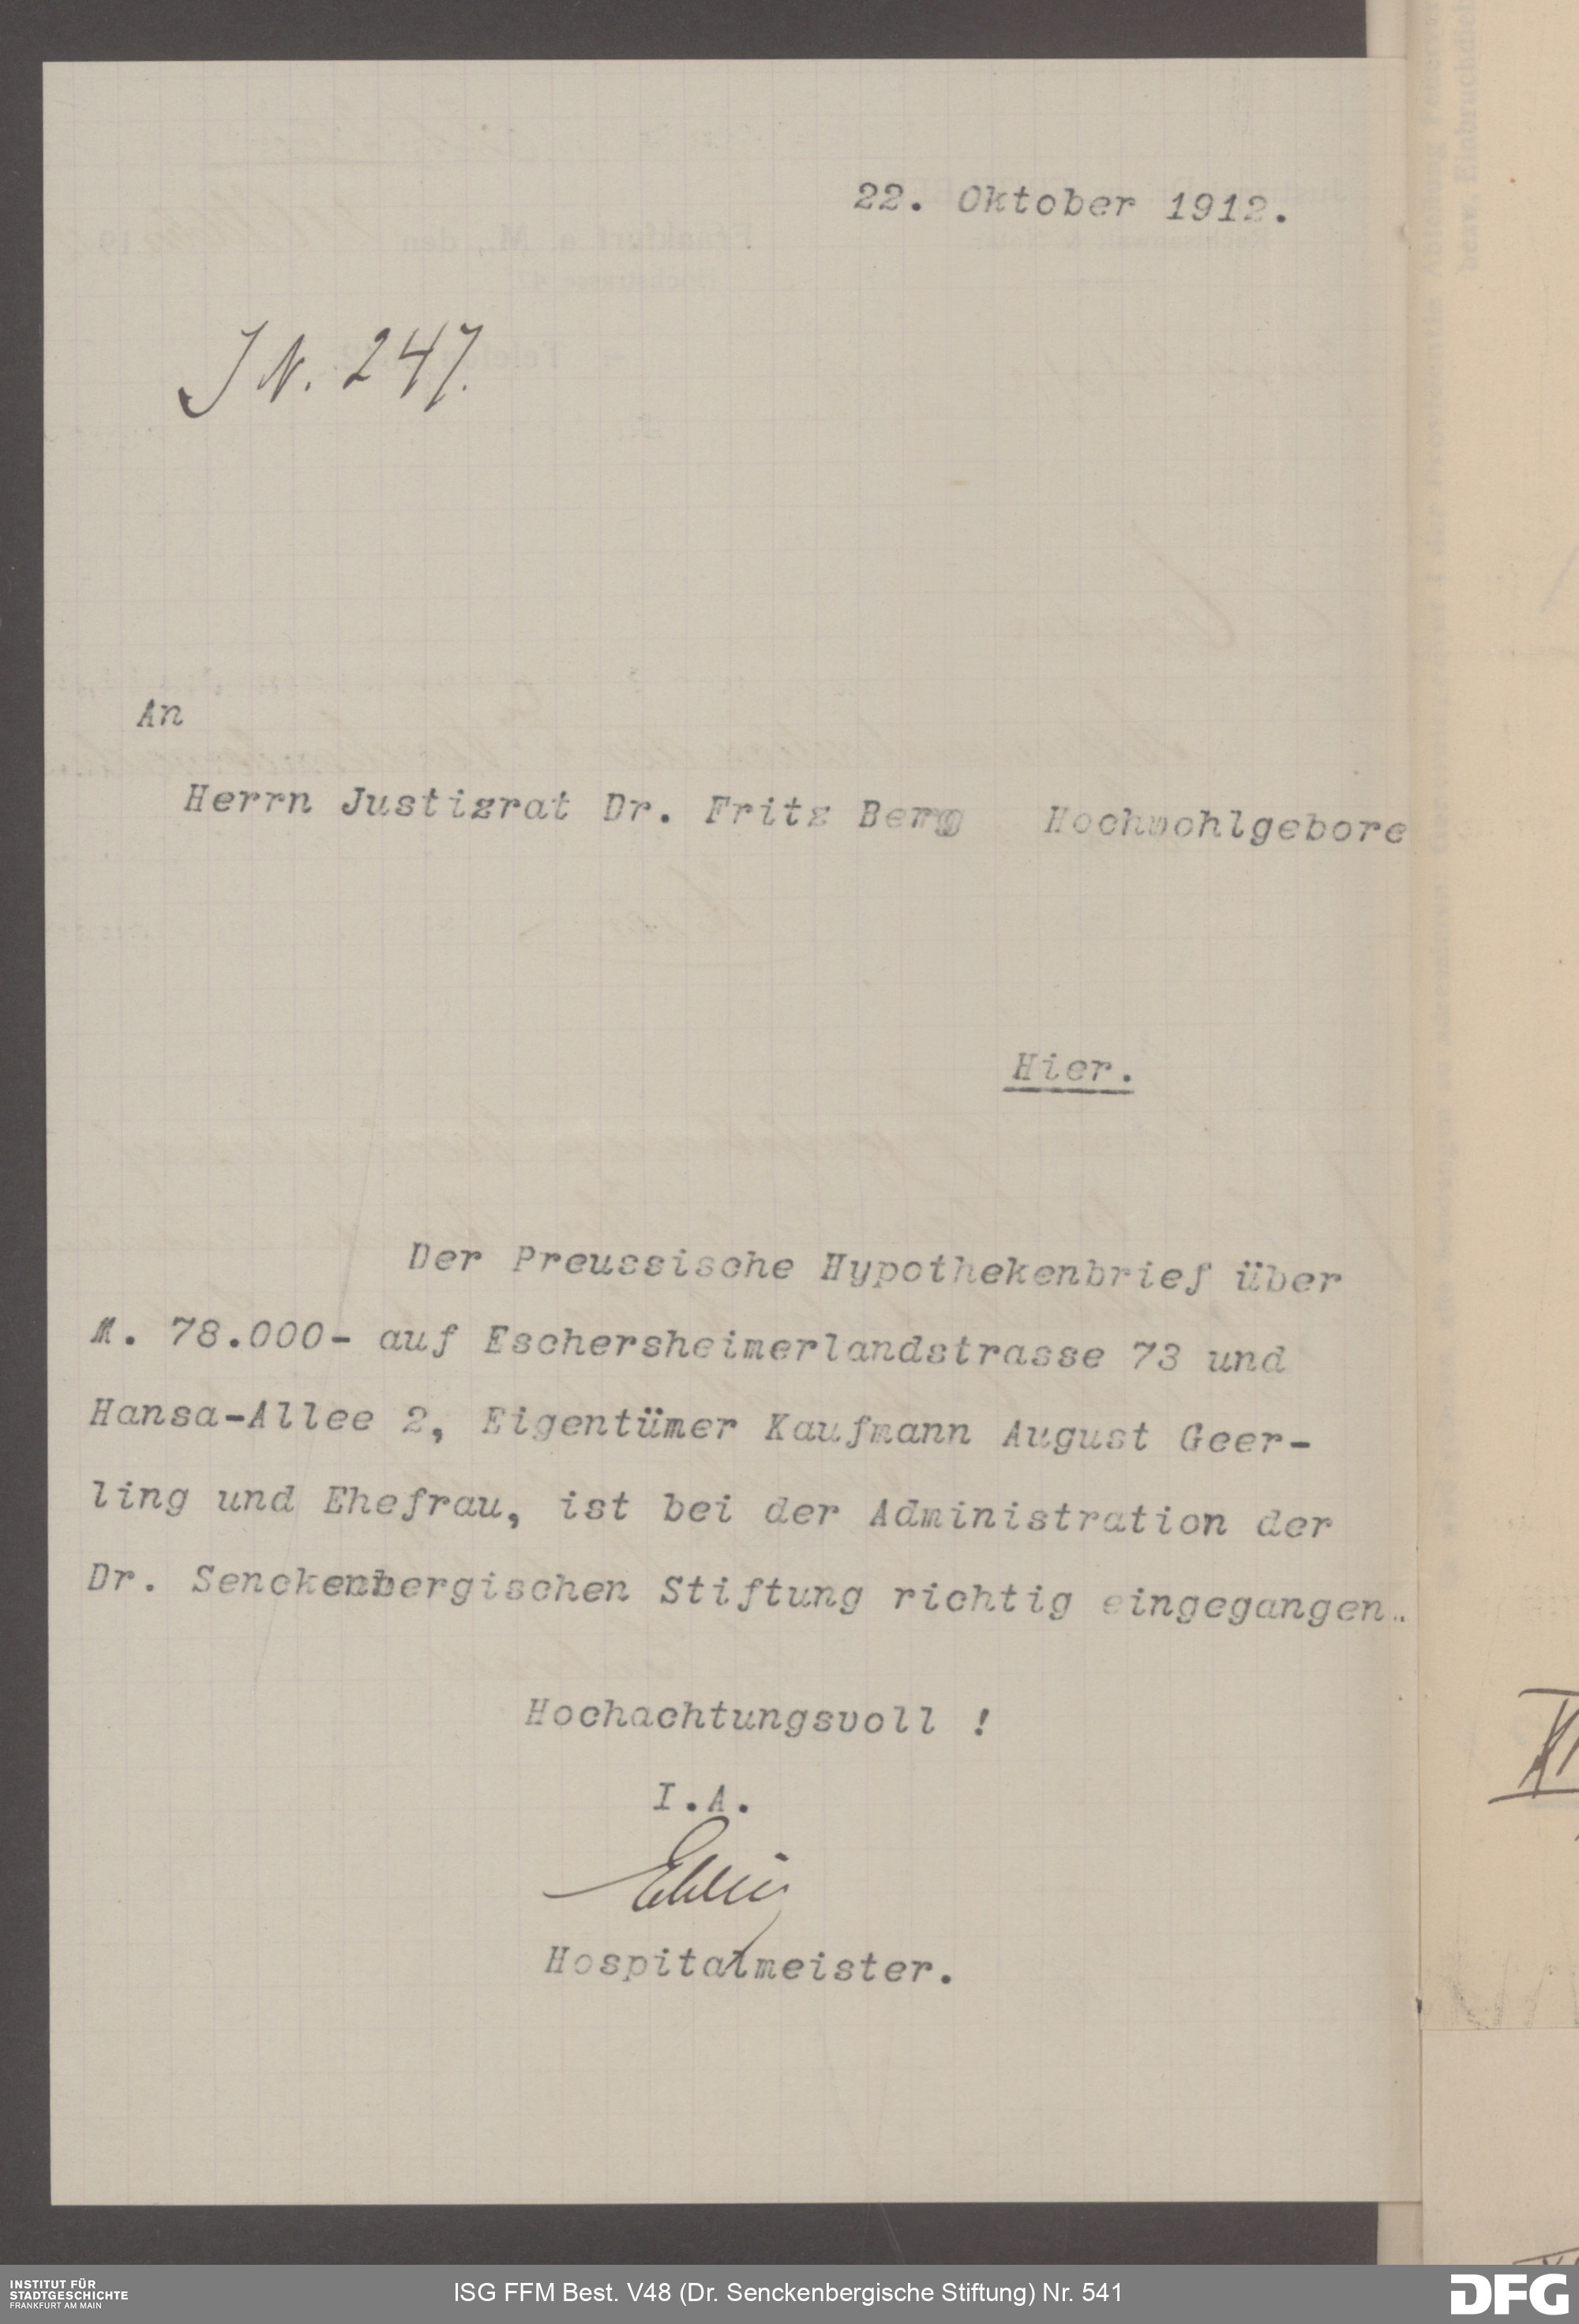 22. Oktober 1912.
J N. 247.
An
Herrn Justizrat Dr. Fritz Berg Hochwohlgebore
Hier.
Der Preussische Hypothekenbrief über
M. 78.000- auf Eschersheimerlandstrasse 73 und
Hansa-Allee 2, Eigentümer Kaufmann August Geer-
ling und Ehefrau, ist bei der Administration der
Dr. Senckenbergischen Stiftung richtig eingegangen..
Hochachtungsvoll !
I.A.
Hospitalmeister.
INSTITUT FÜR
STADTGESCHICHTE
FRANKFURT AM MAIN
ISG FFM Best. V48 (Dr. Senckenbergische Stiftung) Nr. 541
DFG